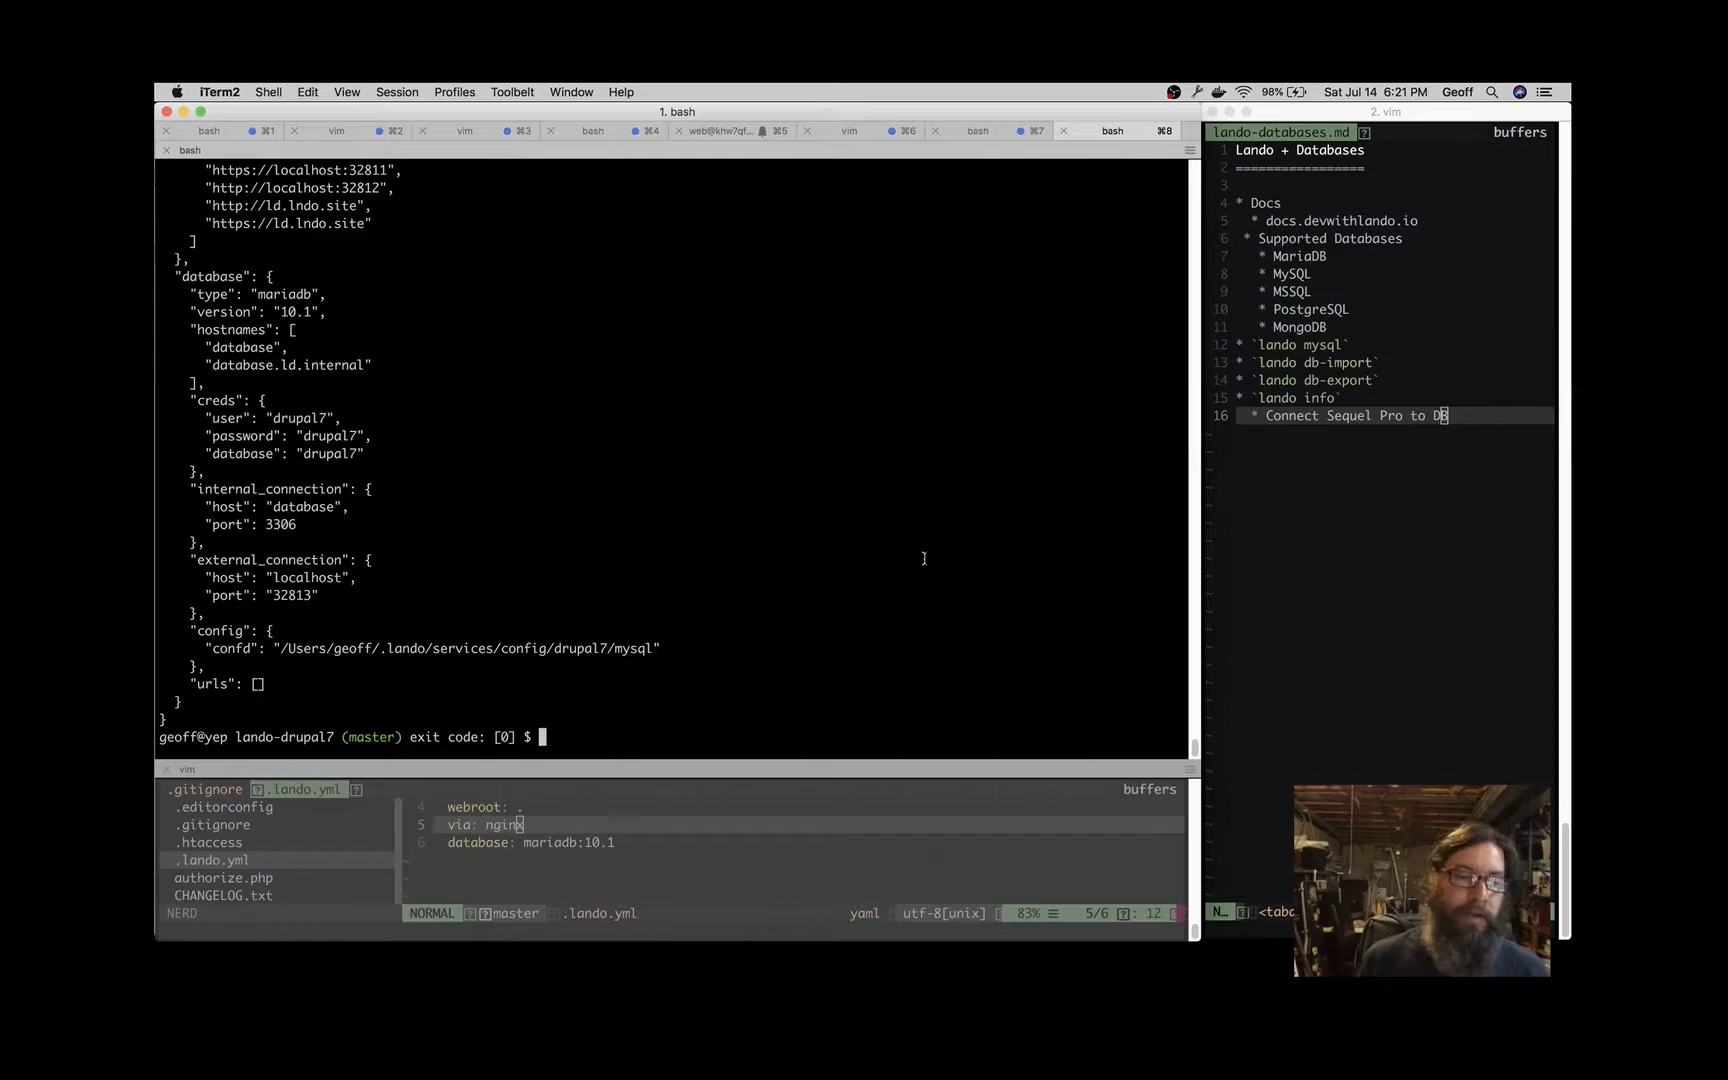 iTerm2 Shell Edit View Session Profiles Toolbelt Window Help 98% Sat Jul 14 6:21 PM Geoff
1. bash
bash ⌘1 vim ⌘2 vim ⌘3 bash ⌘4 web@khw7qf... ⌘5 vim ⌘6 bash ⌘7 bash ⌘8
bash
"https://localhost:32811",
"http://localhost:32812",
"http://ld.lndo.site",
"https://ld.lndo.site"
]
},
"database": {
"type": "mariadb",
"version": "10.1",
"hostnames": [
"database",
"database.ld.internal"
],
"creds": {
"user": "drupal7",
"password": "drupal7",
"database": "drupal7"
},
"internal_connection": {
"host": "database",
"port": 3306
},
"external_connection": {
"host": "localhost",
"port": "32813"
},
"config": {
"confd": "/Users/geoff/.lando/services/config/drupal7/mysql"
},
"urls": []
}
}
geoff@yep lando-drupal7 (master) exit code: [0] $
vim
.gitignore .lando.yml buffers
.editorconfig
.gitignore
.htaccess
.lando.yml
authorize.php
CHANGELOG.txt
NERD
4 webroot: .
5 via: nginx
6 database: mariadb:10.1
NORMAL master .lando.yml yaml utf-8[unix] 83% 5/6 : 12
2. vim
lando-databases.md buffers
1 Lando + Databases
2 =================
3
4 * Docs
5 * docs.devwithlando.io
6 * Supported Databases
7 * MariaDB
8 * MySQL
9 * MSSQL
10 * PostgreSQL
11 * MongoDB
12 * `lando mysql`
13 * `lando db-import`
14 * `lando db-export`
15 * `lando info`
16 * Connect Sequel Pro to DB
N... <taba